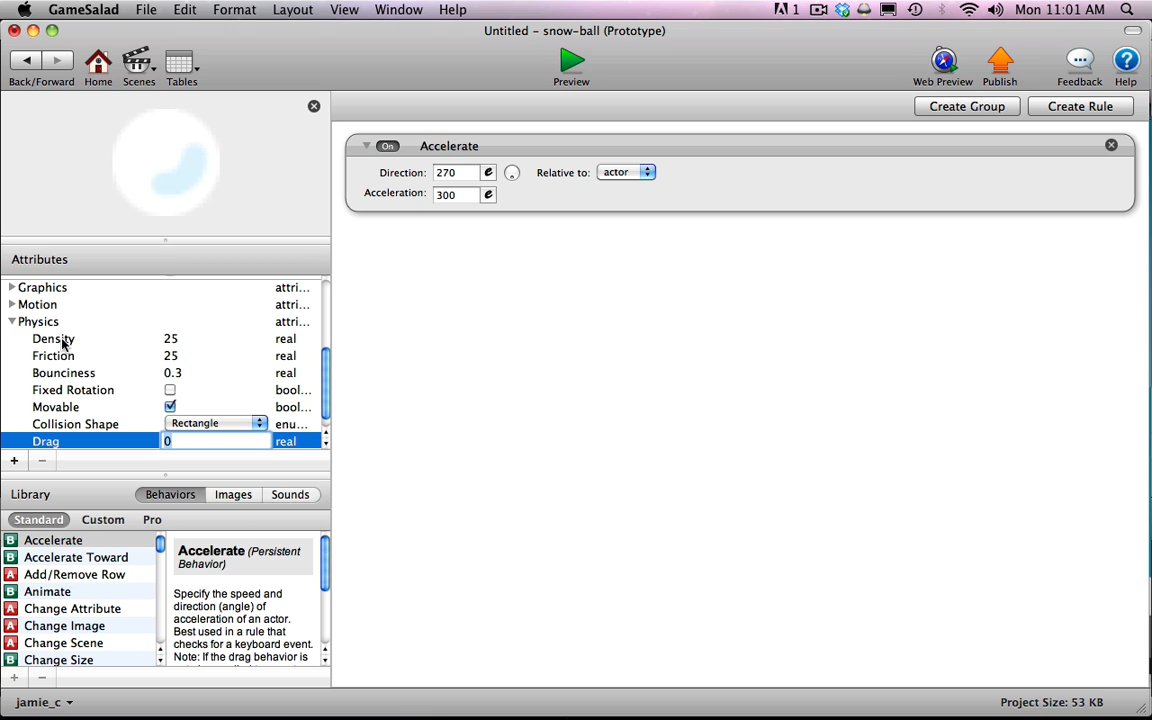 GameSalad File Edit Format Layout View Window Help 1 Mon 11:01 AM
Untitled – snow-ball (Prototype)
Back/Forward Home Scenes Tables Preview Web Preview Publish Feedback Help
Create Group Create Rule
On Accelerate
Direction: 270 e Relative to: actor
Acceleration: 300 e
Attributes
Graphics attri...
Motion attri...
Physics attri...
Density 25 real
Friction 25 real
Bounciness 0.3 real
Fixed Rotation bool...
Movable bool...
Collision Shape Rectangle enu...
Drag 0 real
+ −
Library Behaviors Images Sounds
Standard Custom Pro
B Accelerate
B Accelerate Toward
A Add/Remove Row
B Animate
A Change Attribute
A Change Image
A Change Scene
B Change Size
Accelerate (Persistent
Behavior)
Specify the speed and
direction (angle) of
acceleration of an actor.
Best used in a rule that
checks for a keyboard event.
Note: If the drag behavior is
+ −
jamie_c Project Size: 53 KB